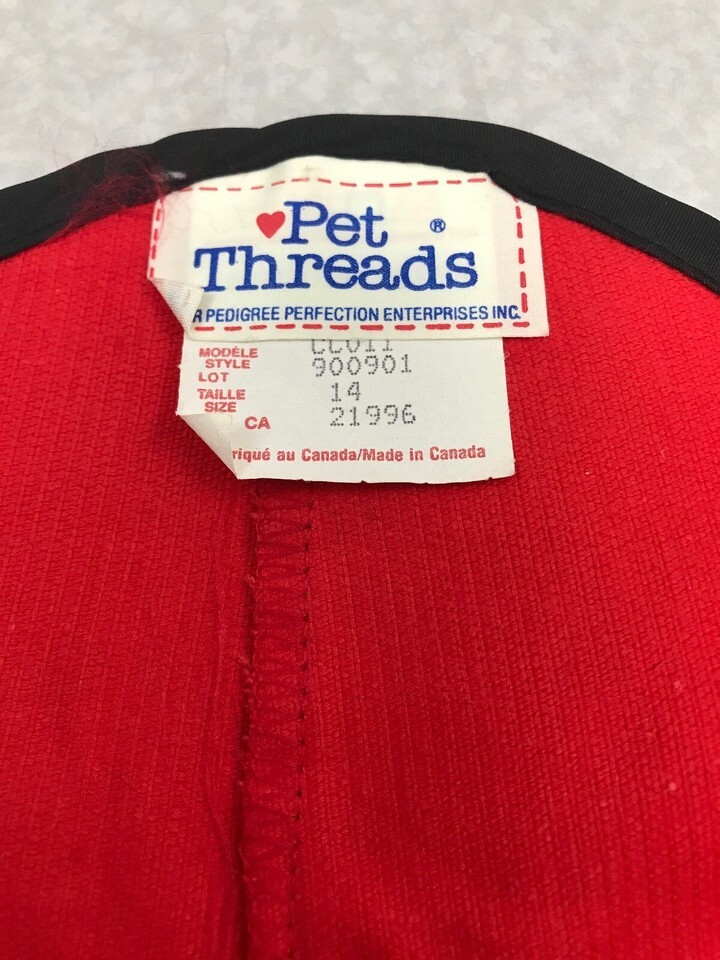 Pet ®
Threads
R PEDIGREE PERFECTION ENTERPRISES INC.
MODÈLE
STYLE 900901
LOT
TAILLE 14
SIZE
CA 21996
riqué au Canada/Made in Canada